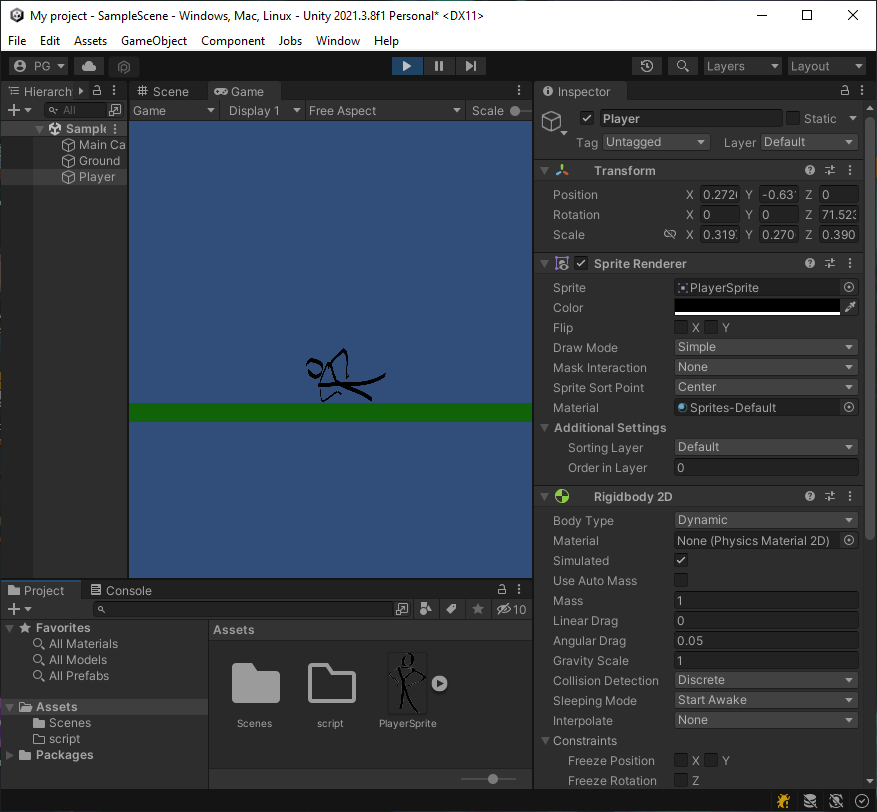 My project - SampleScene - Windows, Mac, Linux - Unity 2021.3.8f1 Personal* <DX11>
File Edit Assets GameObject Component Jobs Window Help
PG Layers Layout
Hierarch
All
Sample
Main Ca
Ground
Player
Scene Game
Game Display 1 Free Aspect Scale
Inspector
Player Static
Tag Untagged Layer Default
Transform
Position X 0.272 Y -0.63 Z 0
Rotation X 0 Y 0 Z 71.523
Scale X 0.319 Y 0.270 Z 0.390
Sprite Renderer
Sprite PlayerSprite
Color
Flip X Y
Draw Mode Simple
Mask Interaction None
Sprite Sort Point Center
Material Sprites-Default
Additional Settings
Sorting Layer Default
Order in Layer 0
Rigidbody 2D
Body Type Dynamic
Material None (Physics Material 2D)
Simulated
Use Auto Mass
Mass 1
Linear Drag 0
Angular Drag 0.05
Gravity Scale 1
Collision Detection Discrete
Sleeping Mode Start Awake
Interpolate None
Constraints
Freeze Position X Y
Freeze Rotation Z
Project Console
10
Favorites
All Materials
All Models
All Prefabs
Assets
Scenes
script
Packages
Assets
Scenes script PlayerSprite